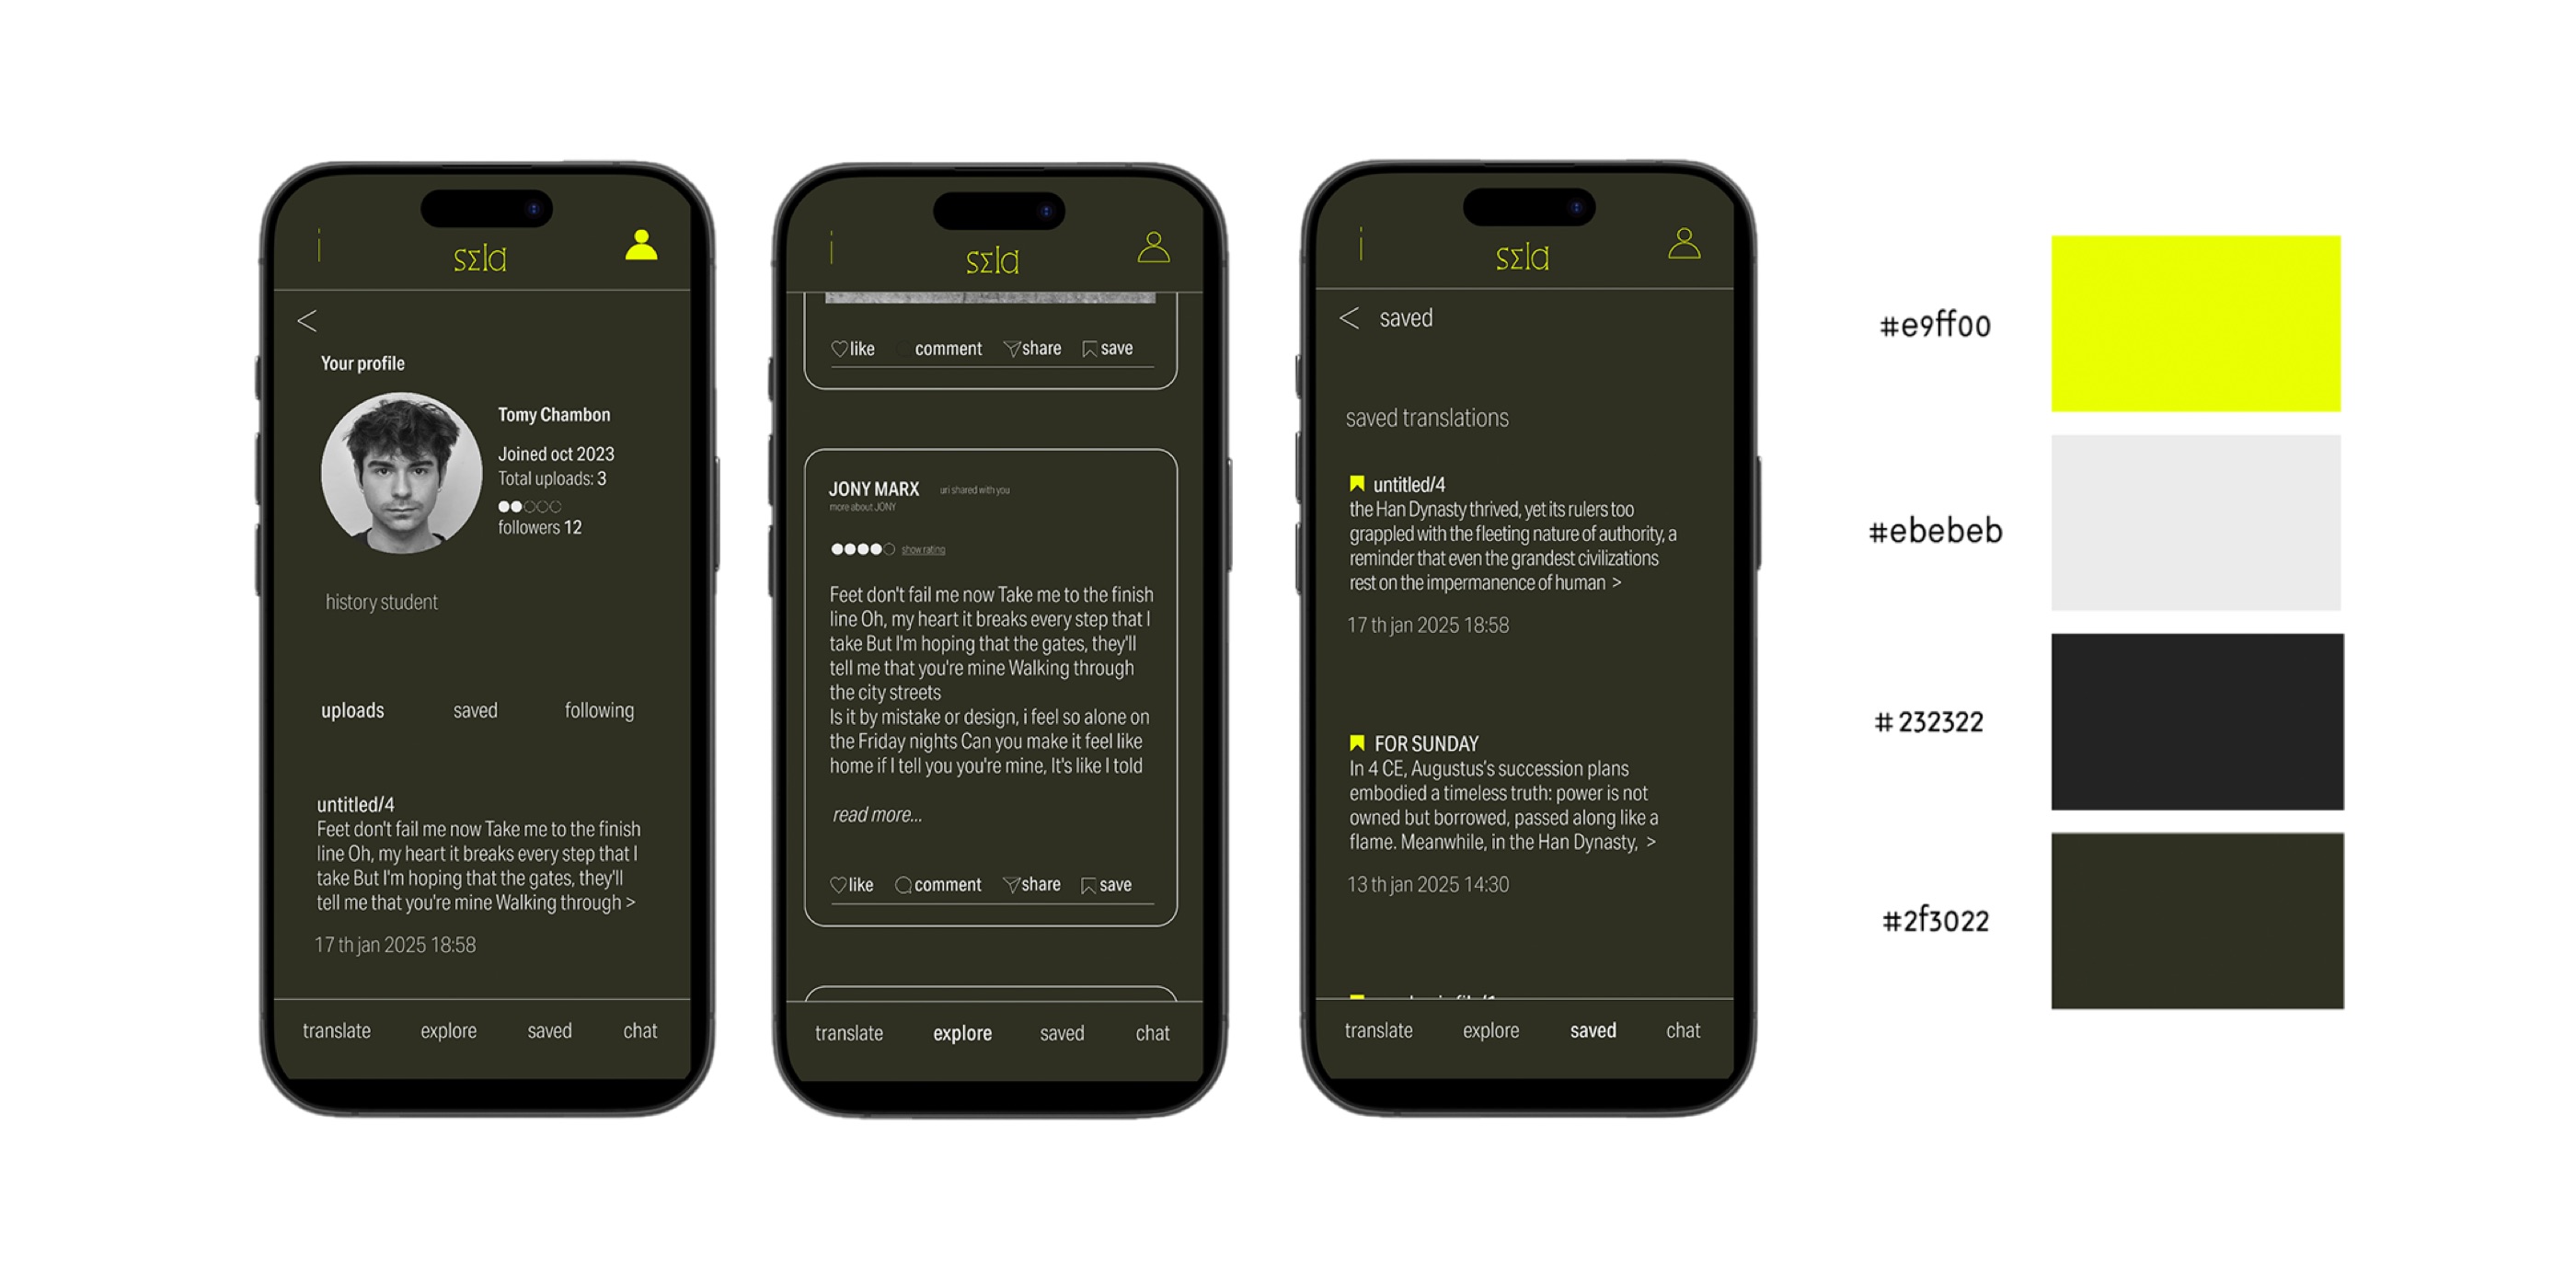 i
sɛld
<
Your profile
Tomy Chambon
Joined oct 2023
Total uploads: 3
followers 12
history student
uploads saved following
untitled/4
Feet don't fail me now Take me to the finish
line Oh, my heart it breaks every step that I
take But I'm hoping that the gates, they'll
tell me that you're mine Walking through >
17 th jan 2025 18:58
translate explore saved chat
i
sɛld
like comment share save
JONY MARX uri shared with you
more about JONY
show rating
Feet don't fail me now Take me to the finish
line Oh, my heart it breaks every step that I
take But I'm hoping that the gates, they'll
tell me that you're mine Walking through
the city streets
Is it by mistake or design, i feel so alone on
the Friday nights Can you make it feel like
home if I tell you you're mine, It's like I told
read more...
like comment share save
translate explore saved chat
i
sɛld
< saved
saved translations
untitled/4
the Han Dynasty thrived, yet its rulers too
grappled with the fleeting nature of authority, a
reminder that even the grandest civilizations
rest on the impermanence of human >
17 th jan 2025 18:58
FOR SUNDAY
In 4 CE, Augustus's succession plans
embodied a timeless truth: power is not
owned but borrowed, passed along like a
flame. Meanwhile, in the Han Dynasty, >
13 th jan 2025 14:30
translate explore saved chat
#e9ff00
#ebebeb
# 232322
#2f3022